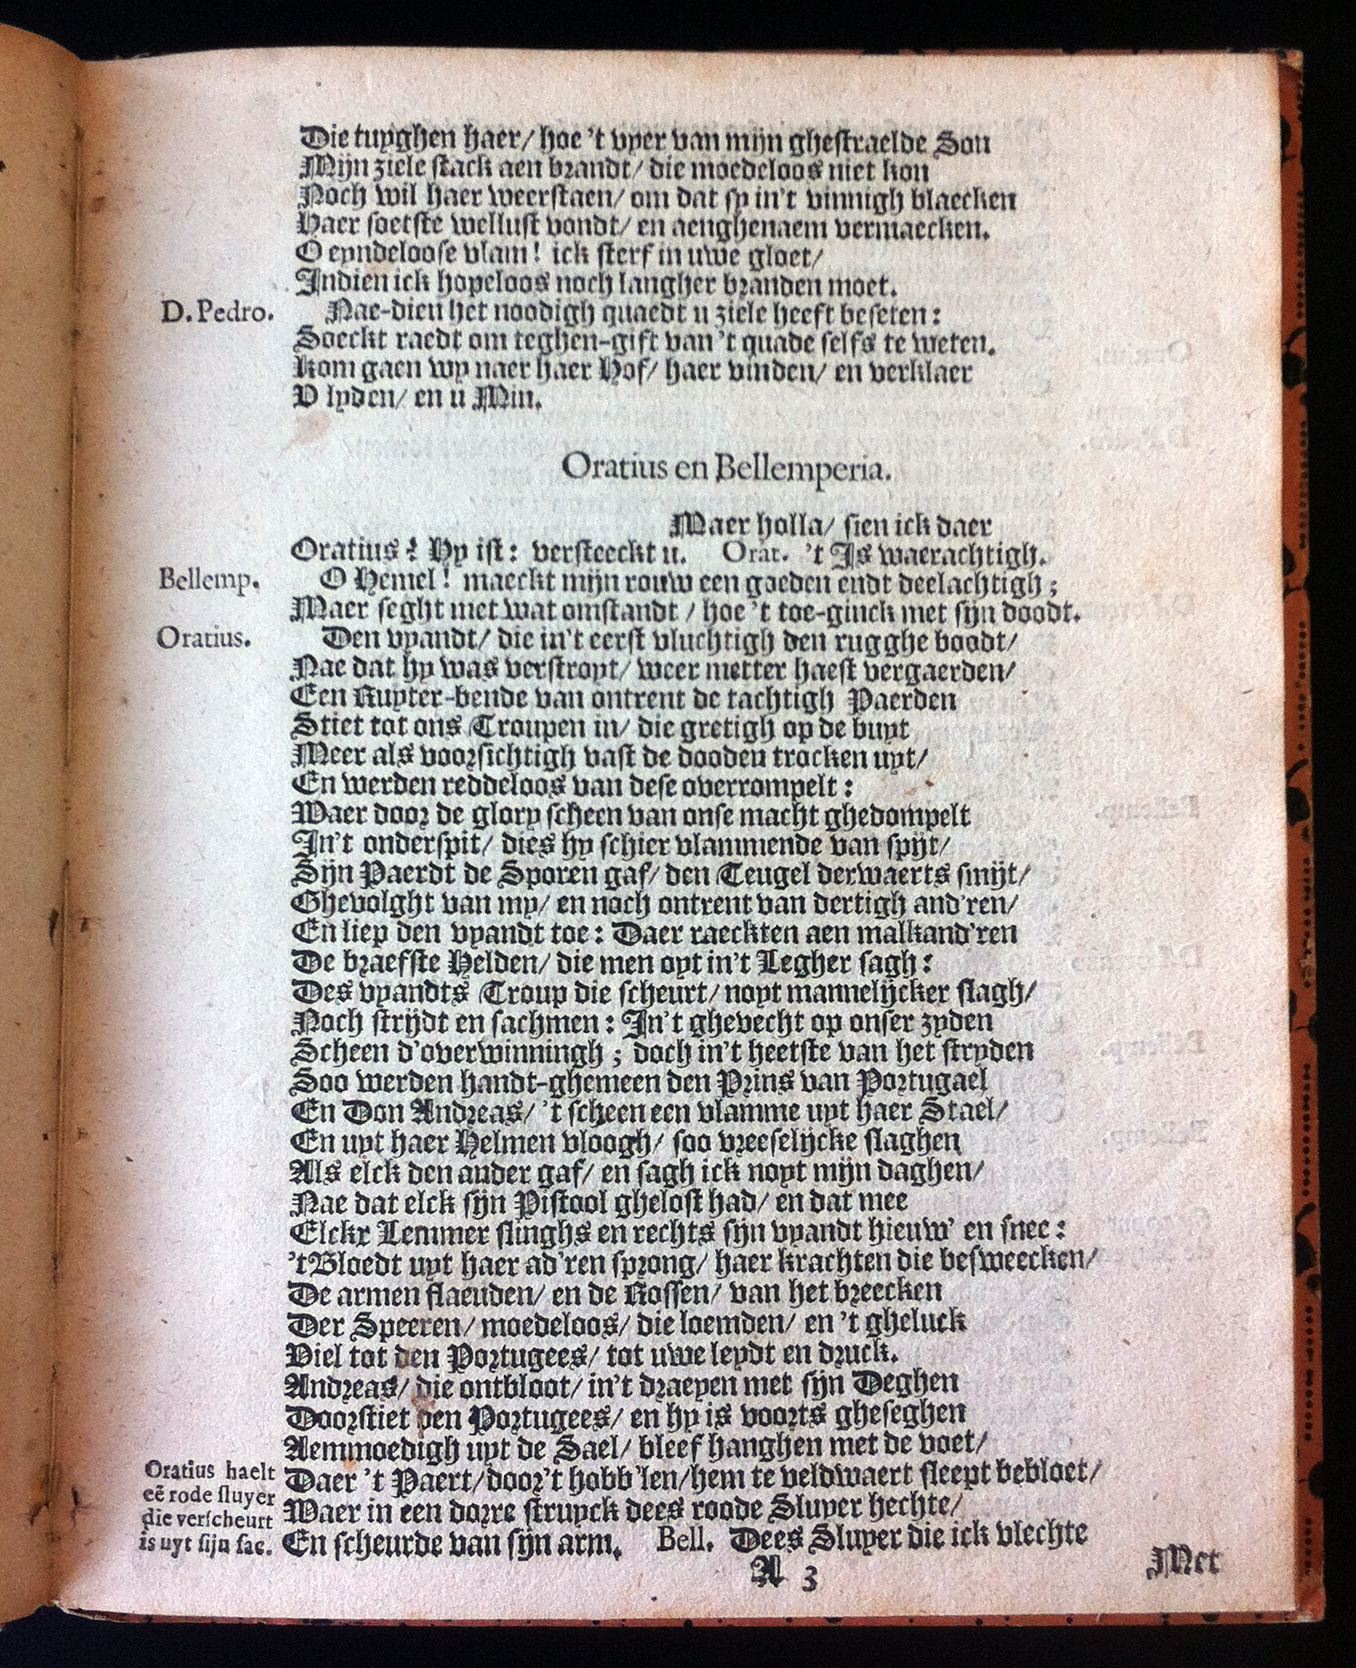 Die tuyghen haer/ hoe 't vyer van mijn ghestraelde Son
Mijn ziele stack aen brandt/ die moedeloos niet kon
Noch wil haer weerstaen/ om dat sy in't vinnigh blaecken
Haer soetste wellust vondt/ en aenghenaem vermaecken.
O eyndeloose vlam! ick sterf in uwe gloet/
Indien ick hopeloos noch langher branden moet.
D. Pedro. Nae-dien het noodigh quaedt u ziele heeft beseten:
Soeckt raedt om teghen-gift van 't quade selfs te weten.
Kom gaen wy naer haer Hof/ haer vinden/ en verklaer
V lyden/ en u Min.
Oratius en Bellemperia.
Maer holla/ sien ick daer
Oratius? Hy ist: versteeckt u. Orat. 't Is waerachtigh.
Bellemp. O Hemel! maeckt mijn rouw een goeden endt deelachtigh;
Maer seght met wat omstandt / hoe 't toe-ginck met sijn doodt.
Oratius. Den vyandt/ die in't eerst vluchtigh den rugghe boodt/
Nae dat hy was verstroyt/ weer metter haest vergaerden/
Een Ruyter-bende van ontrent de tachtigh Paerden
Stiet tot ons Troupen in/ die gretigh op de buyt
Meer als voorsichtigh vast de dooden trocken uyt/
En werden reddeloos van dese overrompelt:
Waer door de glory scheen van onse macht ghedompelt
In't onderspit/ dies hy schier vlammende van spijt/
Sijn Paerdt de Sporen gaf/ den Teugel derwaerts smijt/
Ghevolght van my/ en noch ontrent van dertigh and'ren/
En liep den vyandt toe: Daer raeckten aen malkand'ren
De braefste Helden/ die men oyt in't Legher sagh:
Des vyandts Troup die scheurt/ noyt mannelijcker slagh/
Noch strijdt en sachmen: In't ghevecht op onser zyden
Scheen d'overwinningh; doch in't heetste van het stryden
Soo werden handt-ghemeen den Prins van Portugael
En Don Andreas/ 't scheen een vlamme uyt haer Stael/
En uyt haer Helmen vloogh/ soo vreeselijcke slaghen
Als elck den ander gaf/ en sagh ick noyt mijn daghen/
Nae dat elck sijn Pistool ghelost had/ en dat mee
Elckx Lemmer slinghs en rechts sijn vyandt hieuw' en snee:
't Bloedt uyt haer ad'ren sprong/ haer krachten die besweecken/
De armen flaeuden/ en de Rossen/ van het breecken
Der Speeren/ moedeloos/ die loemden/ en 't gheluck
Viel tot den Portugees/ tot uwe leydt en druck.
Andreas/ die ontbloot/ in't draeyen met sijn Deghen
Doorstiet den Portugees/ en hy is voorts gheseghen
Aemmoedigh uyt de Sael/ bleef hanghen met de voet/
Daer 't Paert/ door't hobb'len/ hem te veldwaert sleept bebloet/
Waer in een dorre struyck dees roode Sluyer hechte/
En scheurde van sijn arm. Bell. Dees Sluyer die ick vlechte
Oratius haelt
eẽ rode sluyer
die verscheurt
is uyt sijn sac.
A 3
Met